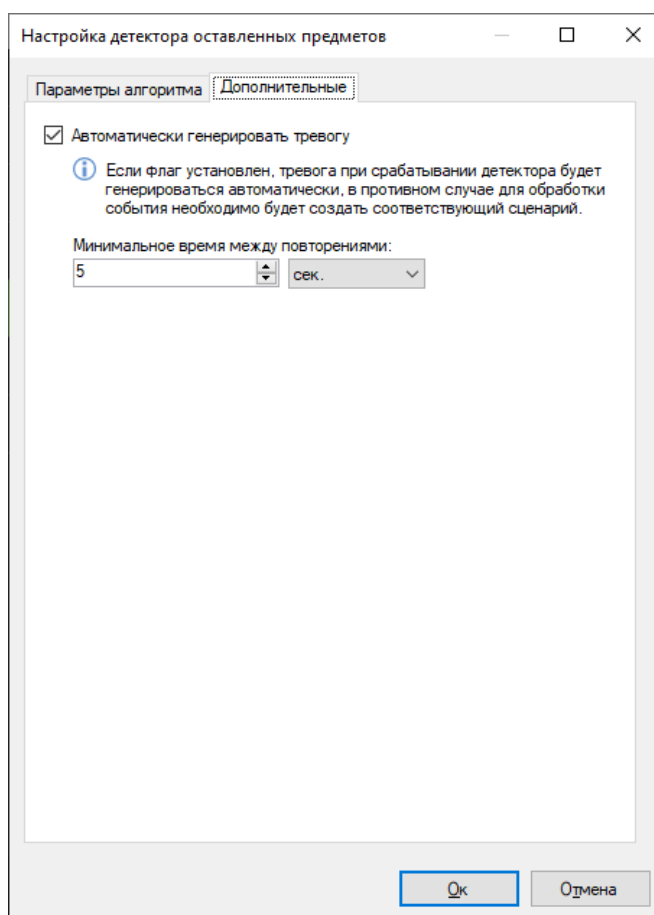 Настройка детектора оставленных предметов
Параметры алгоритма Дополнительные
Автоматически генерировать тревогу
Если флаг установлен, тревога при срабатывании детектора будет
генерироваться автоматически, в противном случае для обработки
события необходимо будет создать соответствующий сценарий.
Минимальное время между повторениями:
5 сек.
Ок Отмена